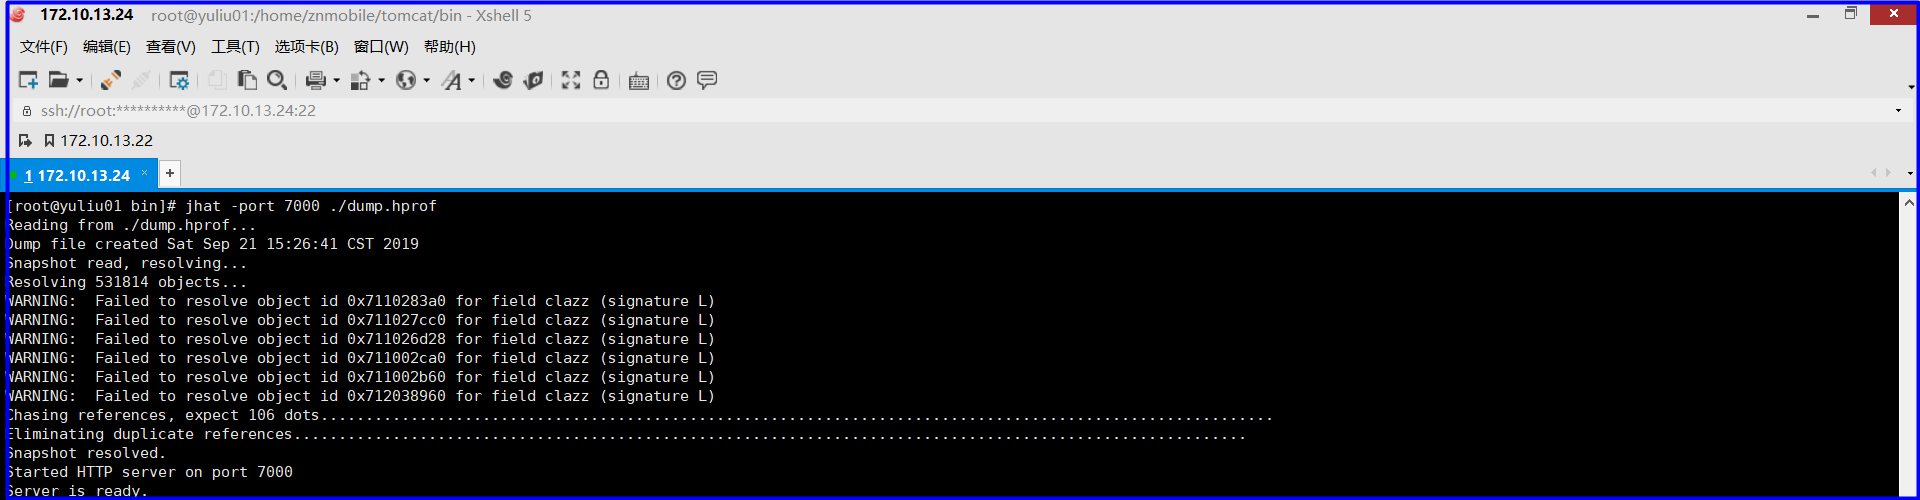 172.10.13.24 root@yuliu01:/home/znmobile/tomcat/bin - Xshell 5
文件(F) 编辑(E) 查看(V) 工具(T) 选项卡(B) 窗口(W) 帮助(H)
ssh://root:**********@172.10.13.24:22
172.10.13.22
1 172.10.13.24 × +
[root@yuliu01 bin]# jhat -port 7000 ./dump.hprof
Reading from ./dump.hprof...
Dump file created Sat Sep 21 15:26:41 CST 2019
Snapshot read, resolving...
Resolving 531814 objects...
WARNING:  Failed to resolve object id 0x7110283a0 for field clazz (signature L)
WARNING:  Failed to resolve object id 0x711027cc0 for field clazz (signature L)
WARNING:  Failed to resolve object id 0x711026d28 for field clazz (signature L)
WARNING:  Failed to resolve object id 0x711002ca0 for field clazz (signature L)
WARNING:  Failed to resolve object id 0x711002b60 for field clazz (signature L)
WARNING:  Failed to resolve object id 0x712038960 for field clazz (signature L)
Chasing references, expect 106 dots..........................................................................................................
Eliminating duplicate references..........................................................................................................
Snapshot resolved.
Started HTTP server on port 7000
Server is ready.